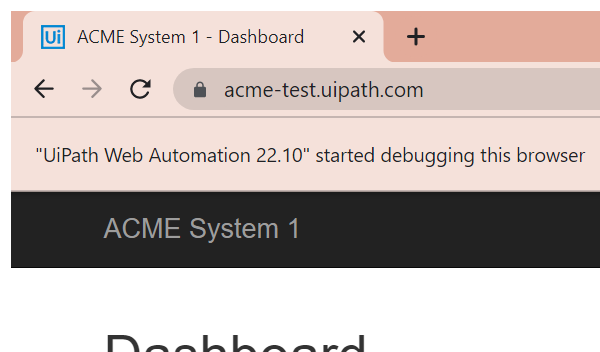 Ui ACME System 1 - Dashboard
acme-test.uipath.com
"UiPath Web Automation 22.10" started debugging this browser
ACME System 1
Dashboard